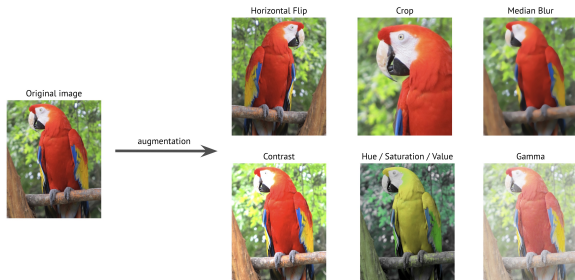 Horizontal Flip
Crop
Median Blur
Original image
augmentation
Contrast
Hue / Saturation / Value
Gamma